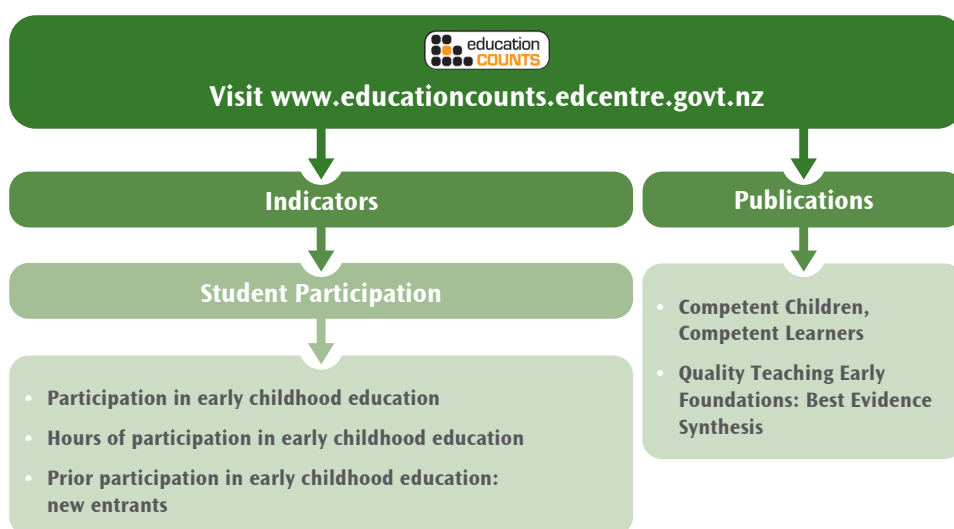 education
COUNTS
Visit www.educationcounts.edcentre.govt.nz
Indicators
Student Participation
• Participation in early childhood education
• Hours of participation in early childhood education
• Prior participation in early childhood education:
new entrants
Publications
• Competent Children,
Competent Learners
• Quality Teaching Early
Foundations: Best Evidence
Synthesis